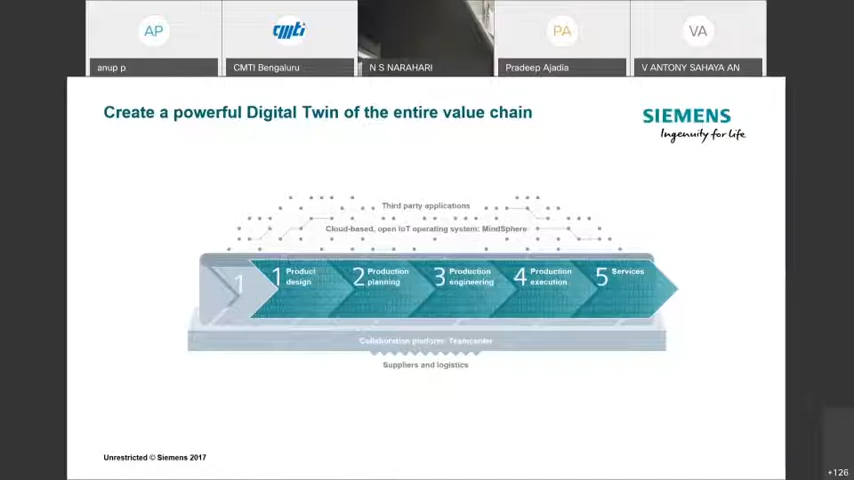 AP
cmti
PA
VA
anup p
CMTI Bengaluru
N S NARAHARI
Pradeep Ajadia
V ANTONY SAHAYA AN
Create a powerful Digital Twin of the entire value chain
SIEMENS
Ingenuity for life
Third party applications
Cloud-based, open IoT operating system: MindSphere
1
1 Product design
2 Production planning
3 Production engineering
4 Production execution
5 Services
Collaboration platform: Teamcenter
Suppliers and logistics
Unrestricted © Siemens 2017
+126